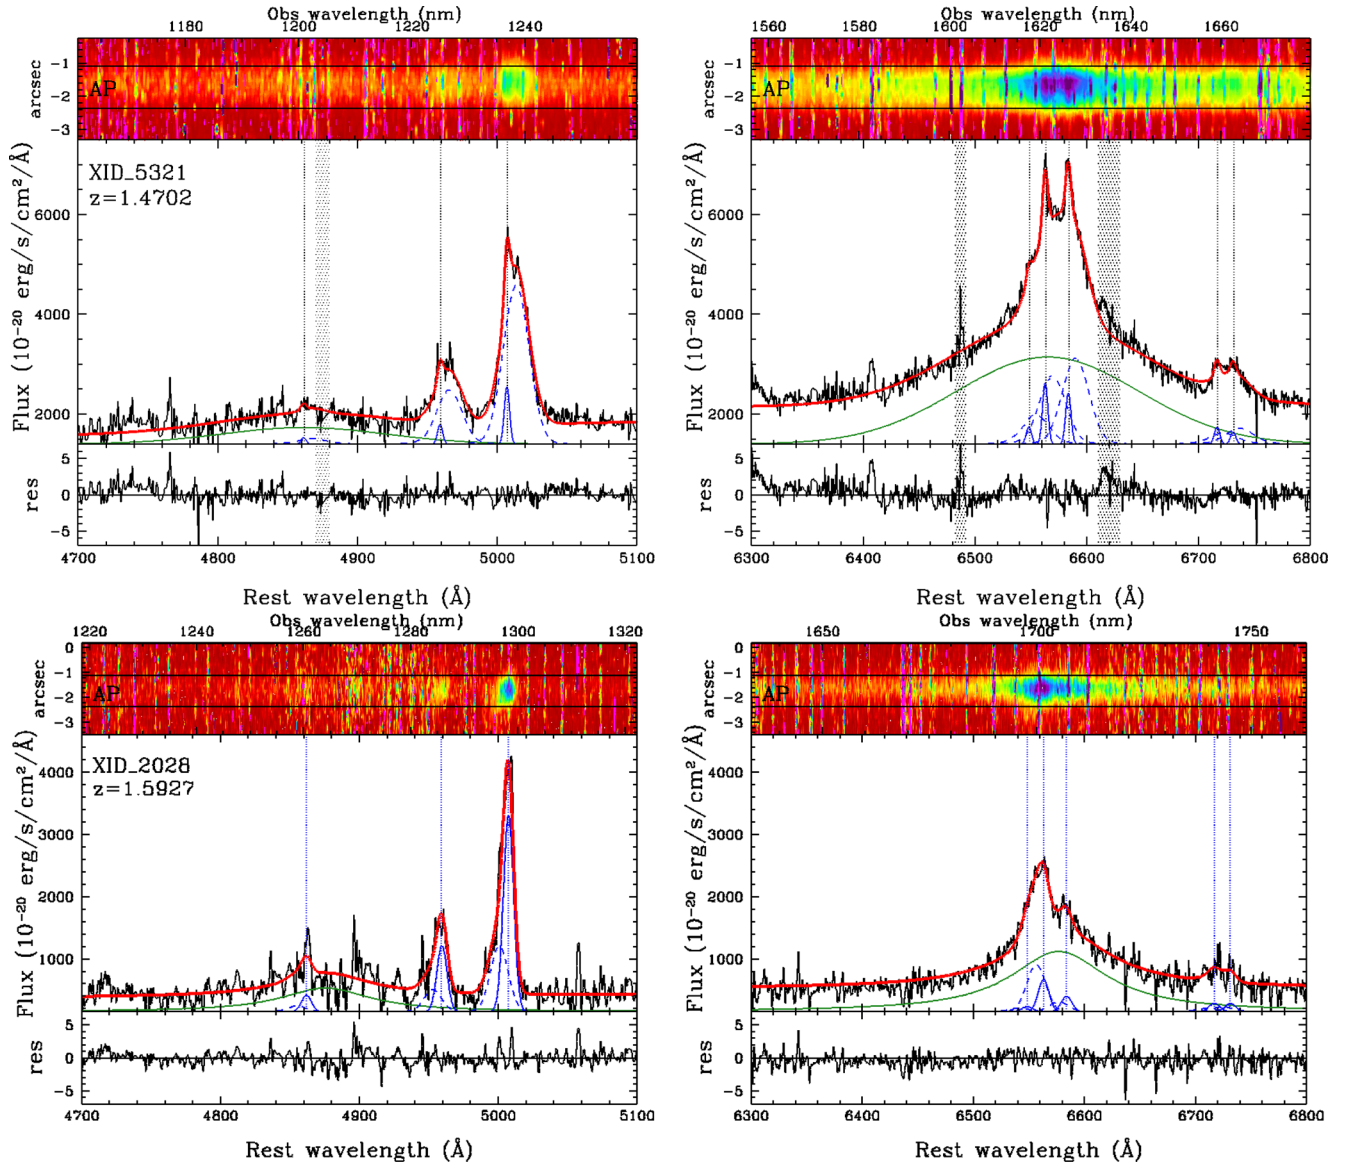 Obs wavelength (nm)
1180 1200 1220 1240
arcsec
-1
-2
-3
AP
XID_5321
z=1.4702
Flux (10⁻²⁰ erg/s/cm²/Å)
6000
4000
2000
res
5
0
-5
4700 4800 4900 5000 5100
Rest wavelength (Å)
Obs wavelength (nm)
1560 1580 1600 1620 1640 1660
arcsec
-1
-2
-3
AP
Flux (10⁻²⁰ erg/s/cm²/Å)
6000
4000
2000
res
5
0
-5
6300 6400 6500 6600 6700 6800
Rest wavelength (Å)
Obs wavelength (nm)
1220 1240 1260 1280 1300 1320
arcsec
0
-1
-2
-3
AP
XID_2028
z=1.5927
Flux (10⁻²⁰ erg/s/cm²/Å)
4000
3000
2000
1000
res
5
0
-5
4700 4800 4900 5000 5100
Rest wavelength (Å)
Obs wavelength (nm)
1650 1700 1750
arcsec
0
-1
-2
-3
AP
Flux (10⁻²⁰ erg/s/cm²/Å)
4000
3000
2000
1000
res
5
0
-5
6300 6400 6500 6600 6700 6800
Rest wavelength (Å)